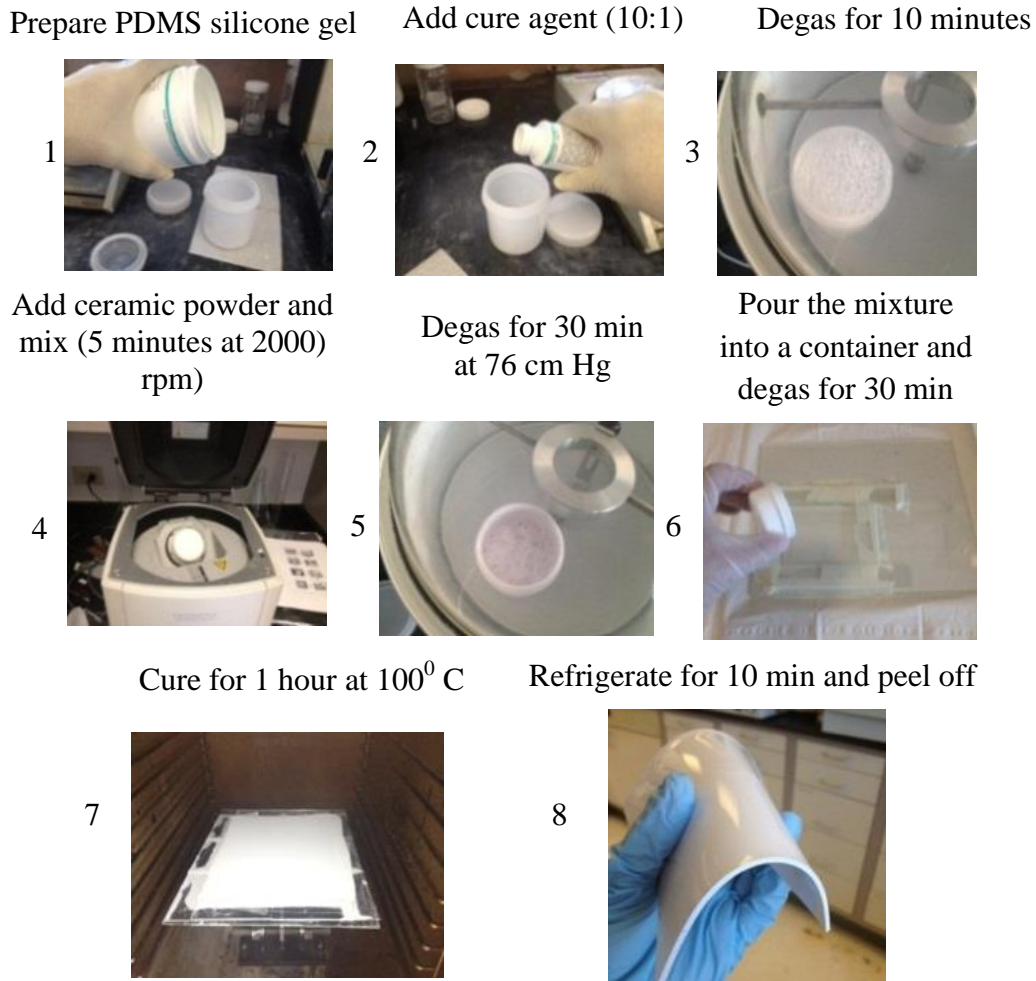 Prepare PDMS silicone gel
Add cure agent (10:1)
Degas for 10 minutes
1
2
3
Add ceramic powder and
mix (5 minutes at 2000)
rpm)
Degas for 30 min
at 76 cm Hg
Pour the mixture
into a container and
degas for 30 min
4
5
6
Cure for 1 hour at 100⁰ C
Refrigerate for 10 min and peel off
7
8